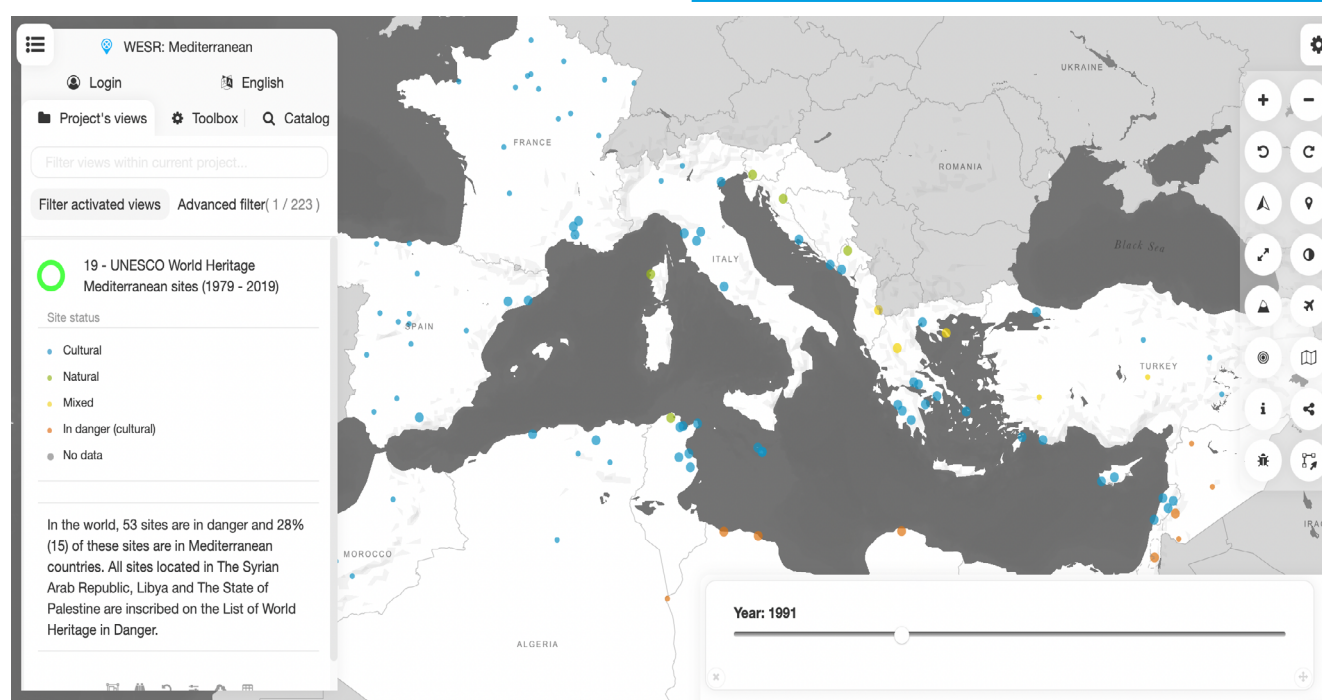 WESR: Mediterranean
Login
English
Project's views
Toolbox
Catalog
Filter views within current project...
Filter activated views
Advanced filter( 1 / 223 )
19 - UNESCO World Heritage
Mediterranean sites (1979 - 2019)
Site status
Cultural
Natural
Mixed
In danger (cultural)
No data
In the world, 53 sites are in danger and 28%
(15) of these sites are in Mediterranean
countries. All sites located in The Syrian
Arab Republic, Libya and The State of
Palestine are inscribed on the List of World
Heritage in Danger.
UKRAINE
FRANCE
ROMANIA
Black Sea
ITALY
SPAIN
TURKEY
MOROCCO
IRA
ALGERIA
Year: 1991